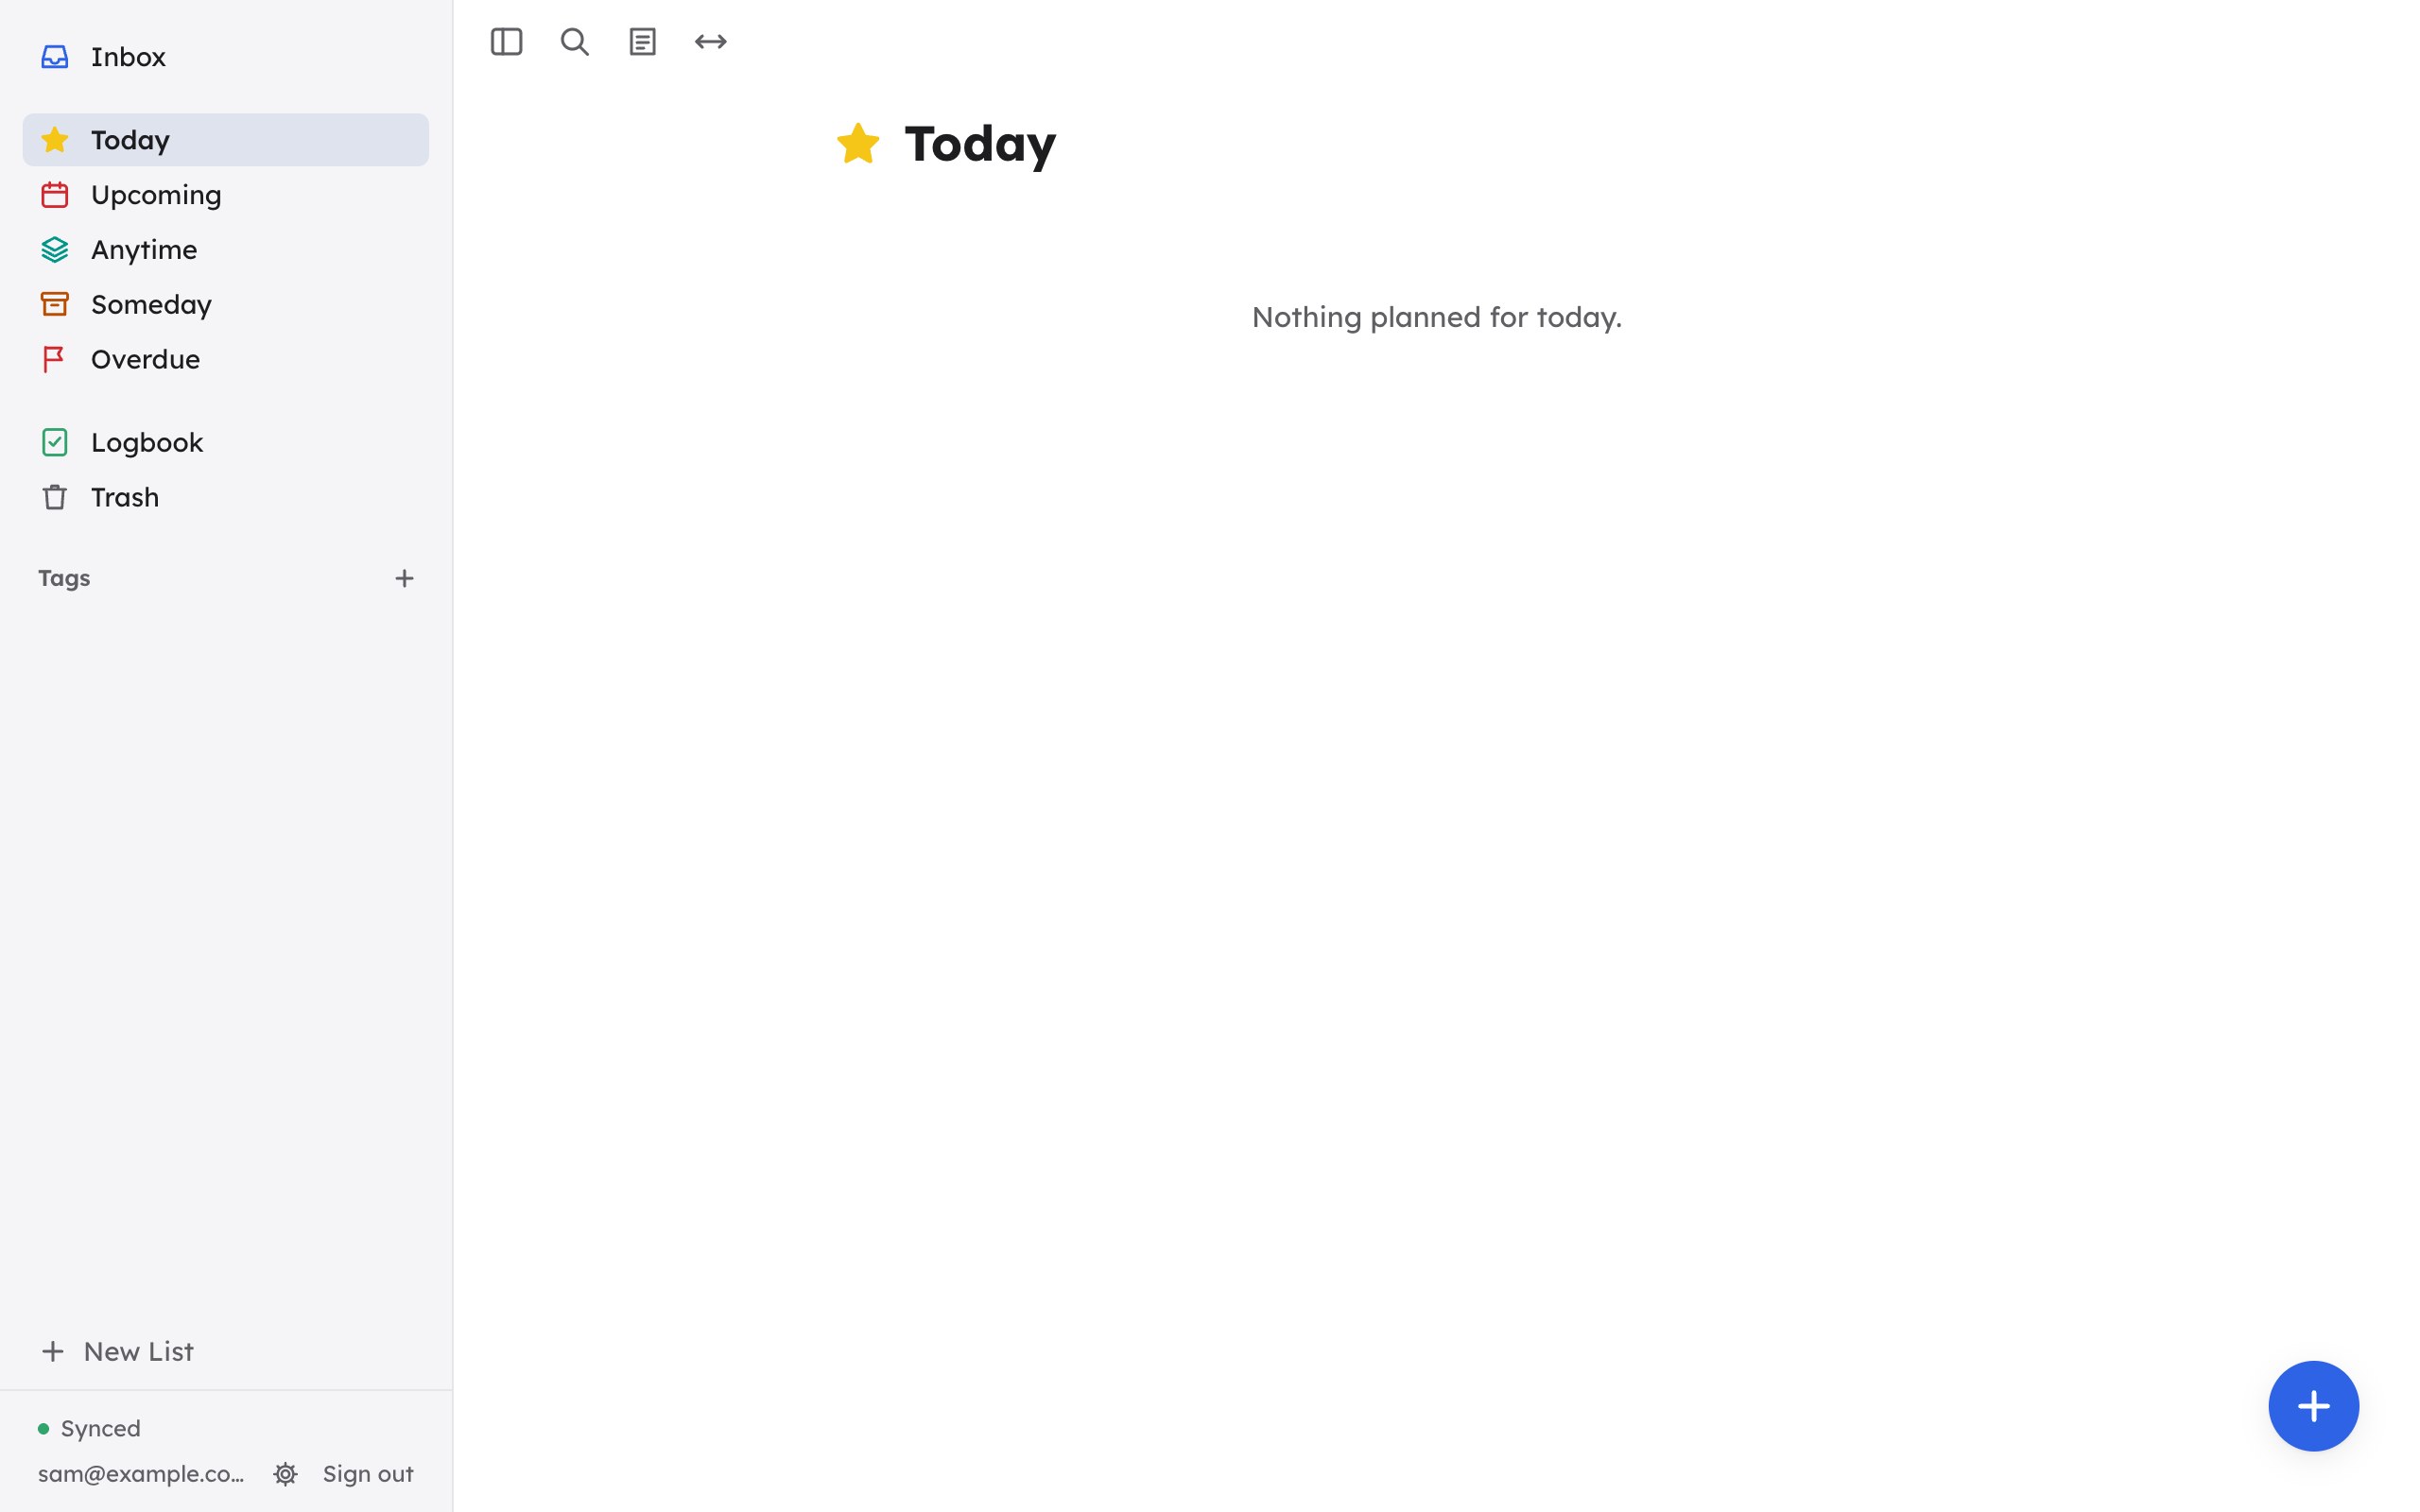 Inbox
Today
Upcoming
Anytime
Someday
Overdue
Logbook
Trash
Tags
New List
Synced
sam@example.co...
Sign out
Today
Nothing planned for today.